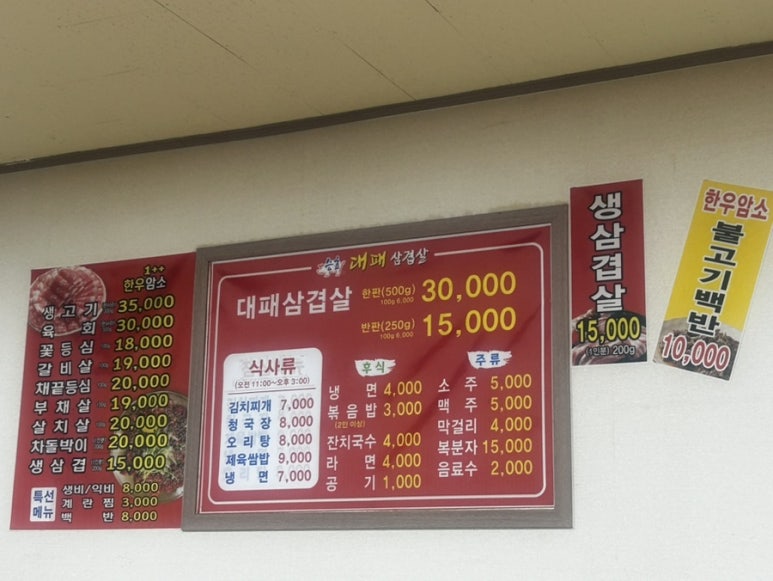 1++
한우암소
생고기 35,000
육 회 30,000
꽃등심 18,000
갈비살 19,000
채끝등심 20,000
부채살 19,000
살치살 20,000
차돌박이 20,000
생삼겹 15,000
특선
메뉴
생비/익비 8,000
계란찜 3,000
백 반 8,000
대패 삼겹살
대패삼겹살
한판(500g) 30,000
100g 6,000
반판(250g) 15,000
100g 6,000
식사류
(오전 11:00~오후 3:00)
김치찌개 7,000
청국장 8,000
오리탕 8,000
제육쌈밥 9,000
냉 면 7,000
후식
냉 면 4,000
볶음밥 3,000
(2인 이상)
잔치국수 4,000
라 면 4,000
공 기 1,000
주류
소 주 5,000
맥 주 5,000
막걸리 4,000
복분자 15,000
음료수 2,000
생삼겹살
15,000
(1인분) 200g
한우암소
불고기백반
10,000